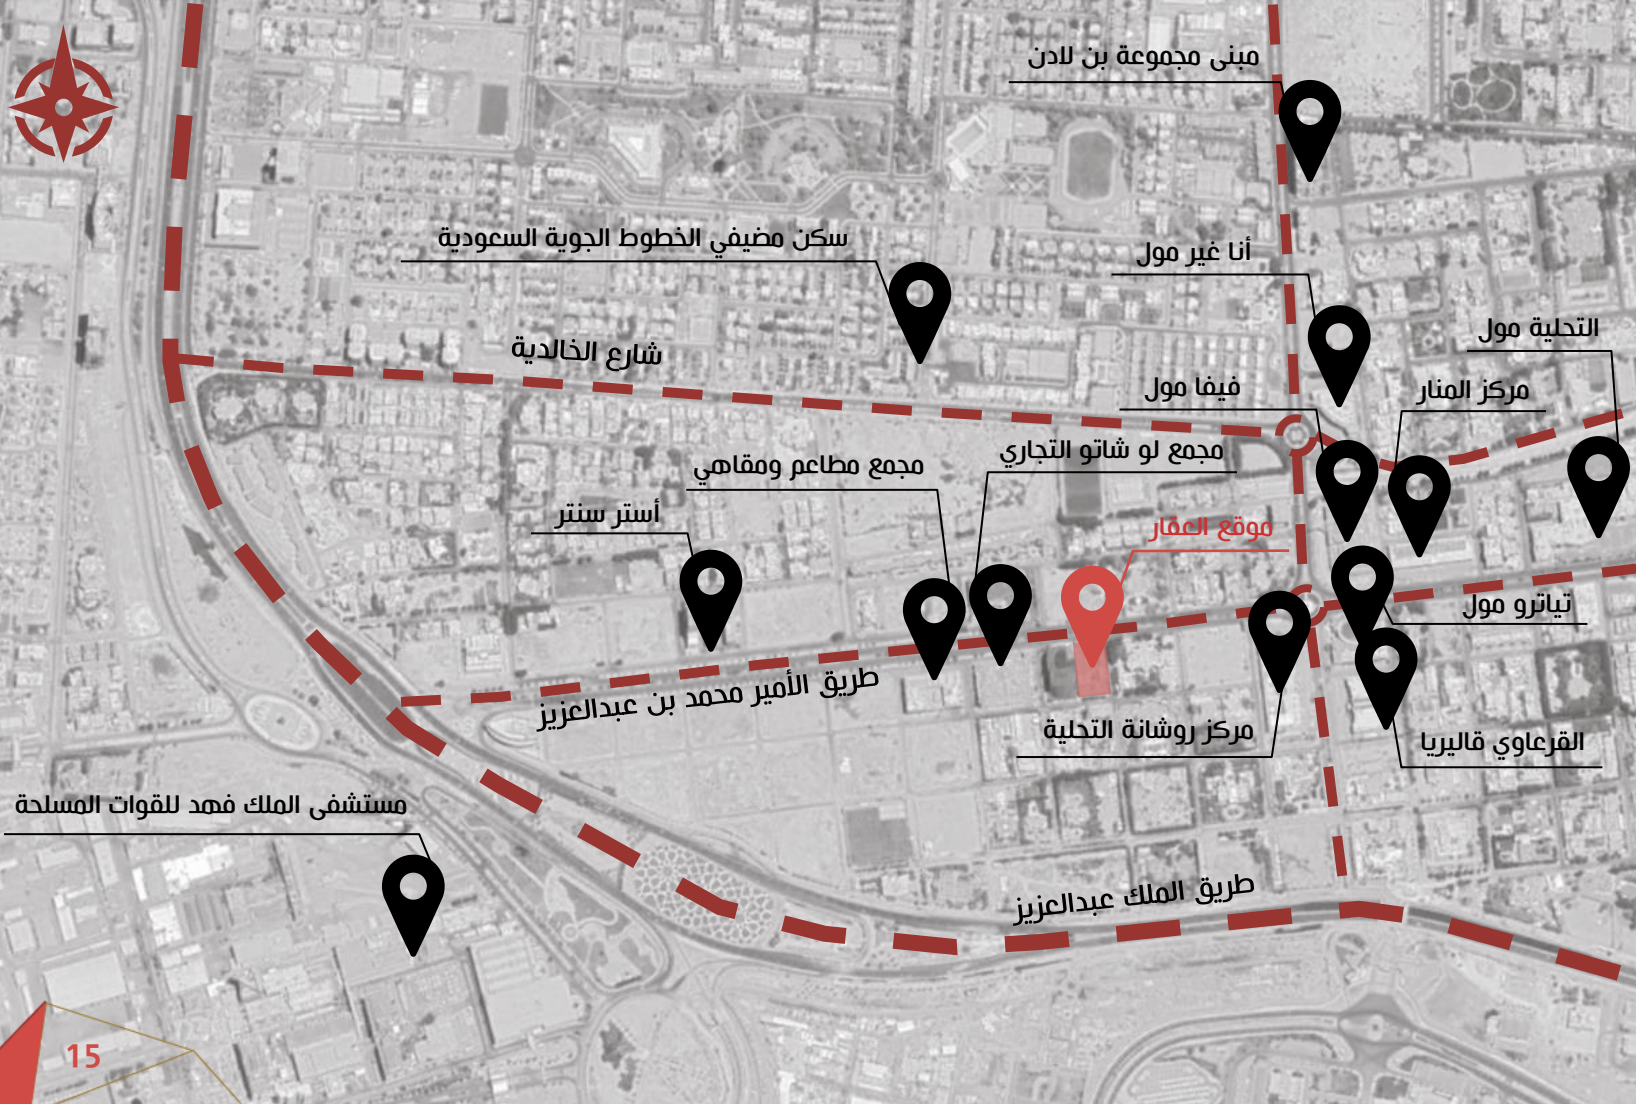 مبنى مجموعة بن لادن
سكن مضيفي الخطوط الجوية السعودية
أنا غير مول
التحلية مول
شارع الخالدية
فيفا مول
مركز المنار
مجمع لو شاتو التجاري
مجمع مطاعم ومقاهي
أستر سنتر
موقع العقار
تياترو مول
طريق الأمير محمد بن عبدالعزيز
مركز روشانة التحلية
القرعاوي قاليريا
مستشفى الملك فهد للقوات المسلحة
طريق الملك عبدالعزيز
15